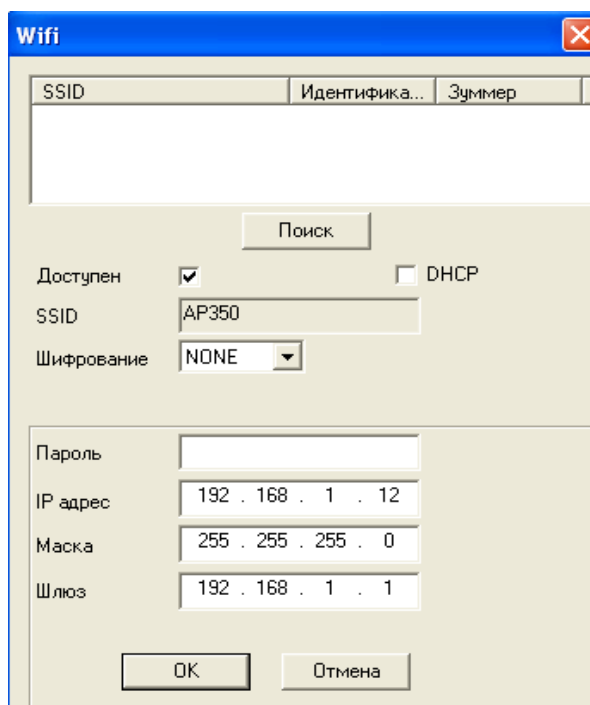 Wifi
SSID Идентифика... Зуммер
Поиск
Доступен DHCP
SSID AP350
Шифрование NONE
Пароль
IP адрес 192 . 168 . 1 . 12
Маска 255 . 255 . 255 . 0
Шлюз 192 . 168 . 1 . 1
OK Отмена